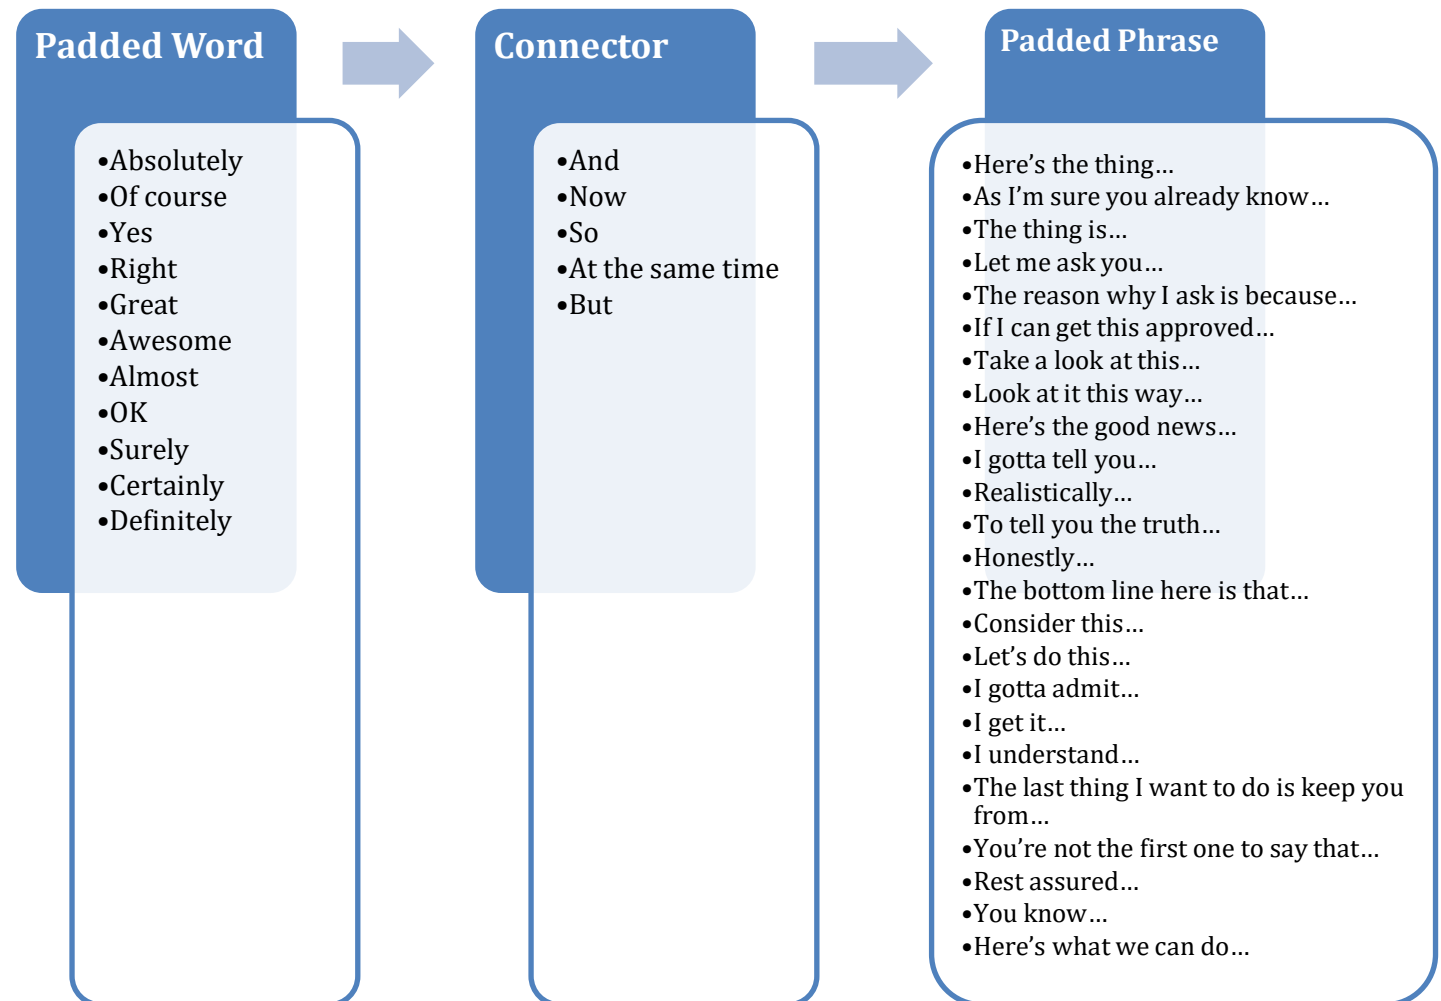 Padded Word
•Absolutely
•Of course
•Yes
•Right
•Great
•Awesome
•Almost
•OK
•Surely
•Certainly
•Definitely
Connector
•And
•Now
•So
•At the same time
•But
Padded Phrase
•Here’s the thing…
•As I’m sure you already know…
•The thing is…
•Let me ask you…
•The reason why I ask is because…
•If I can get this approved…
•Take a look at this…
•Look at it this way…
•Here’s the good news…
•I gotta tell you…
•Realistically…
•To tell you the truth…
•Honestly…
•The bottom line here is that…
•Consider this…
•Let’s do this…
•I gotta admit…
•I get it…
•I understand…
•The last thing I want to do is keep you
from…
•You’re not the first one to say that…
•Rest assured…
•You know…
•Here’s what we can do…